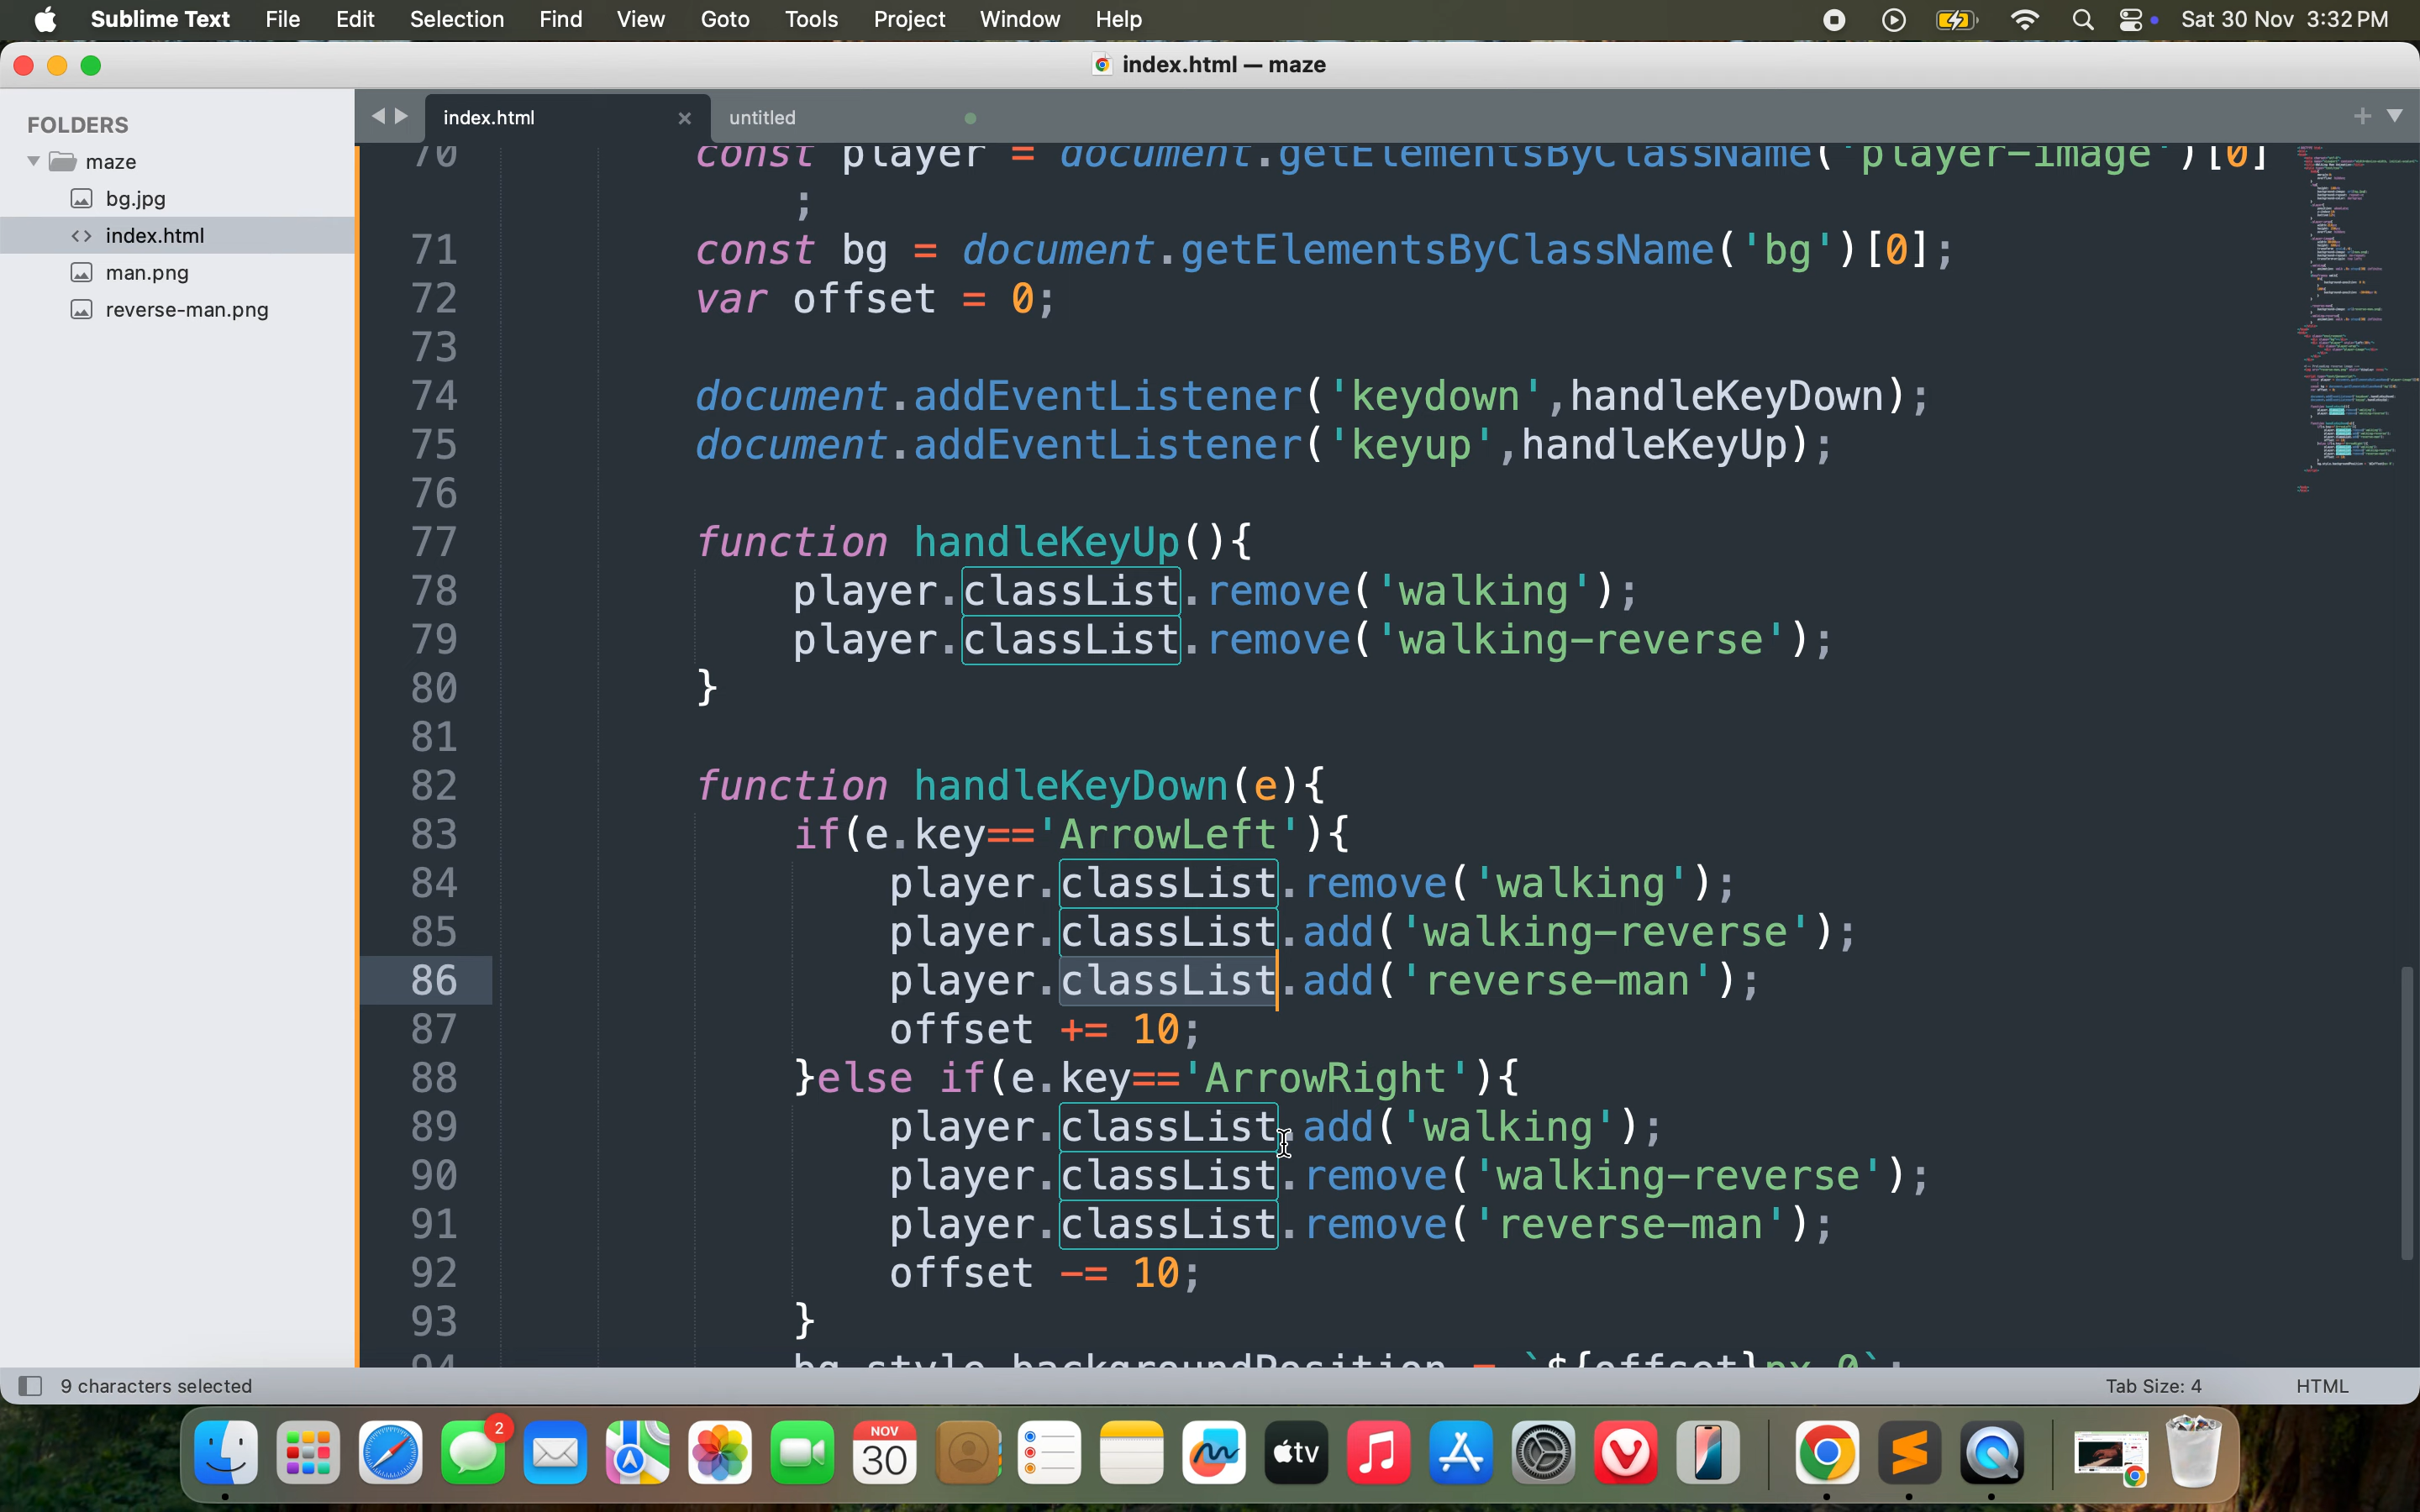 Sublime Text File Edit Selection Find View Goto Tools Project Window Help Sat 30 Nov 3:32 PM
index.html — maze
FOLDERS
maze
bg.jpg
index.html
man.png
reverse-man.png
index.html untitled
70 const player = document.getElementsByClassName('player-image')[0]
;
71 const bg = document.getElementsByClassName('bg')[0];
72 var offset = 0;
73
74 document.addEventListener('keydown',handleKeyDown);
75 document.addEventListener('keyup',handleKeyUp);
76
77 function handleKeyUp(){
78 player.classList.remove('walking');
79 player.classList.remove('walking-reverse');
80 }
81
82 function handleKeyDown(e){
83 if(e.key=='ArrowLeft'){
84 player.classList.remove('walking');
85 player.classList.add('walking-reverse');
86 player.classList.add('reverse-man');
87 offset += 10;
88 }else if(e.key=='ArrowRight'){
89 player.classList.add('walking');
90 player.classList.remove('walking-reverse');
91 player.classList.remove('reverse-man');
92 offset -= 10;
93 }
94 bg.style.backgroundPosition = `${offset}px 0`;
9 characters selected Tab Size: 4 HTML
2
NOV
30
tv